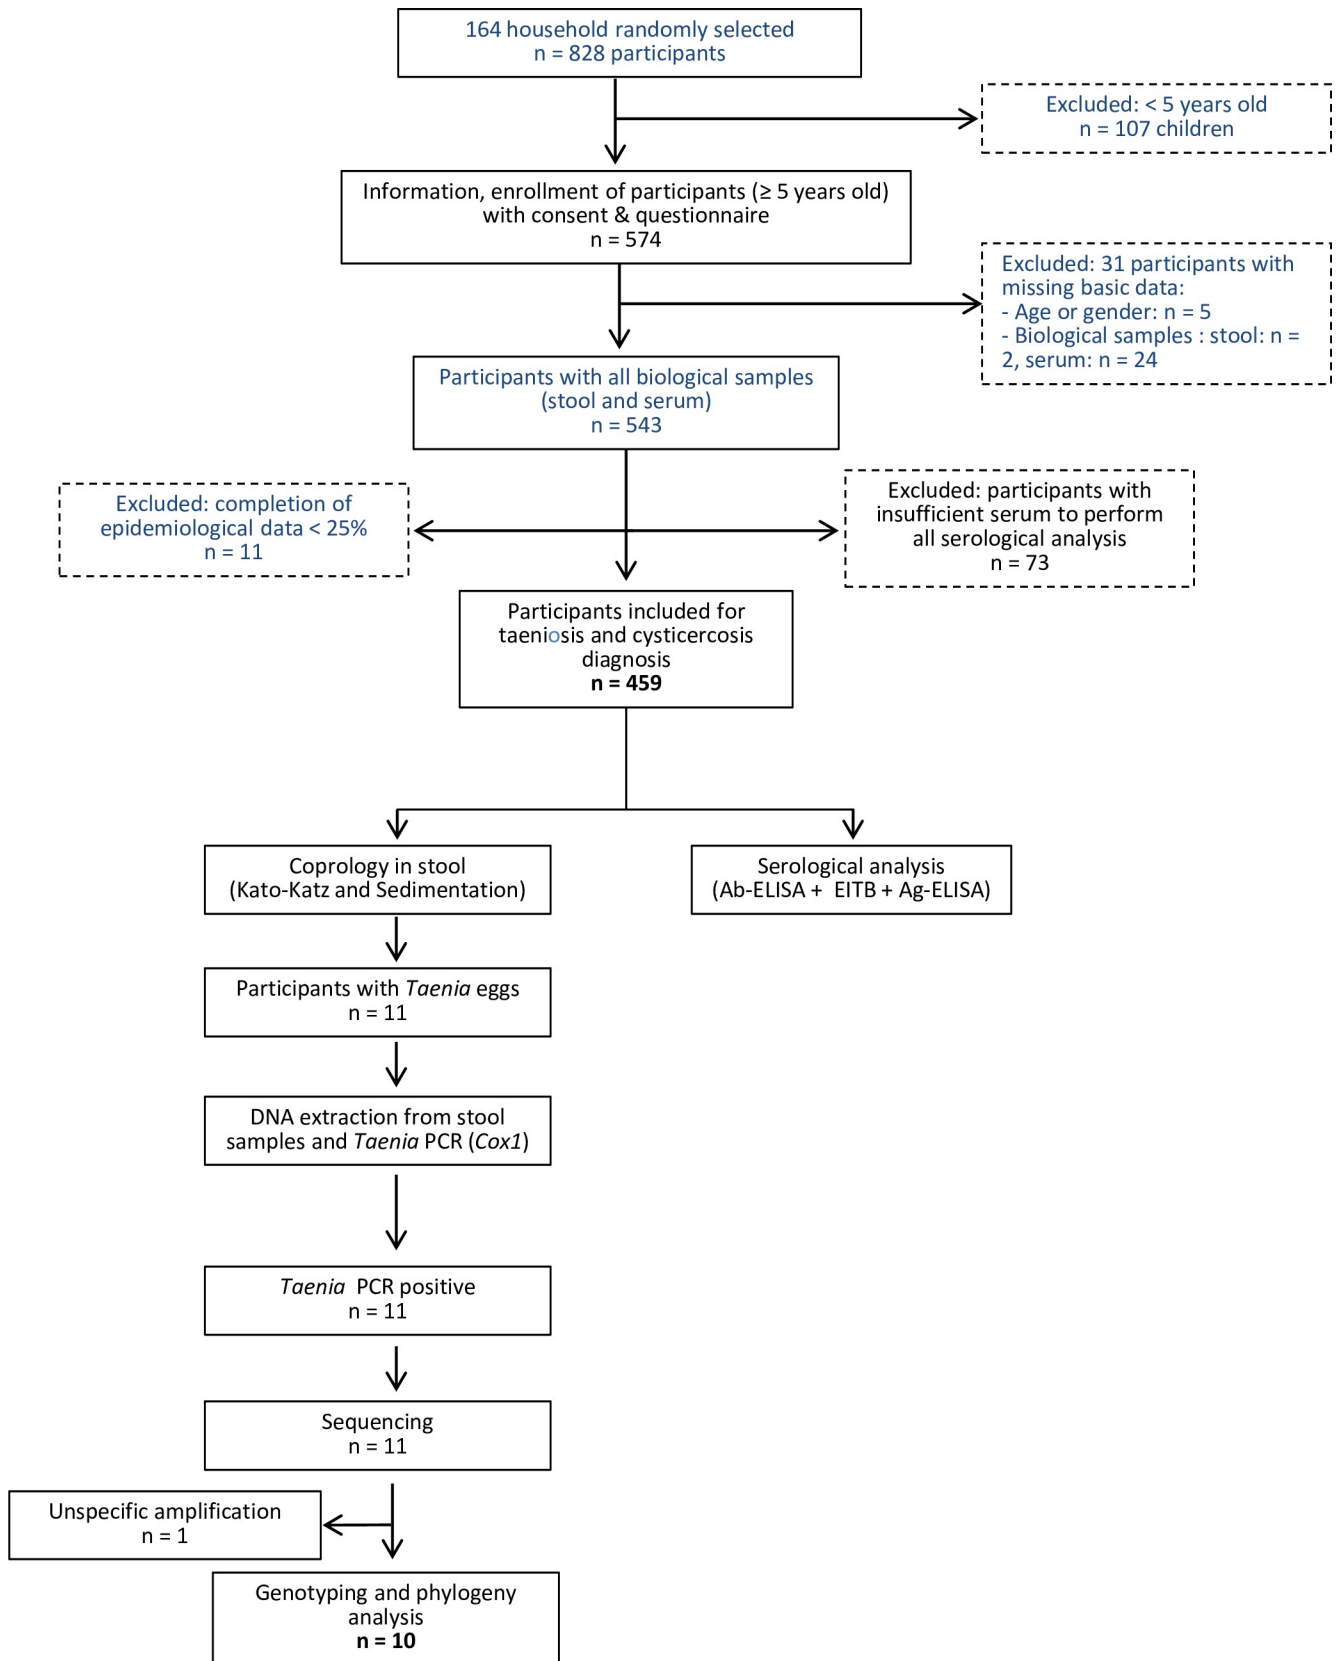 164 household randomly selected
n = 828 participants
Excluded: < 5 years old
n = 107 children
Information, enrollment of participants (≥ 5 years old)
with consent & questionnaire
n = 574
Excluded: 31 participants with
missing basic data:
- Age or gender: n = 5
- Biological samples : stool: n =
2, serum: n = 24
Participants with all biological samples
(stool and serum)
n = 543
Excluded: completion of
epidemiological data < 25%
n = 11
Excluded: participants with
insufficient serum to perform
all serological analysis
n = 73
Participants included for
taeniosis and cysticercosis
diagnosis
n = 459
Coprology in stool
(Kato-Katz and Sedimentation)
Serological analysis
(Ab-ELISA + EITB + Ag-ELISA)
Participants with Taenia eggs
n = 11
DNA extraction from stool
samples and Taenia PCR (Cox1)
Taenia PCR positive
n = 11
Sequencing
n = 11
Unspecific amplification
n = 1
Genotyping and phylogeny
analysis
n = 10